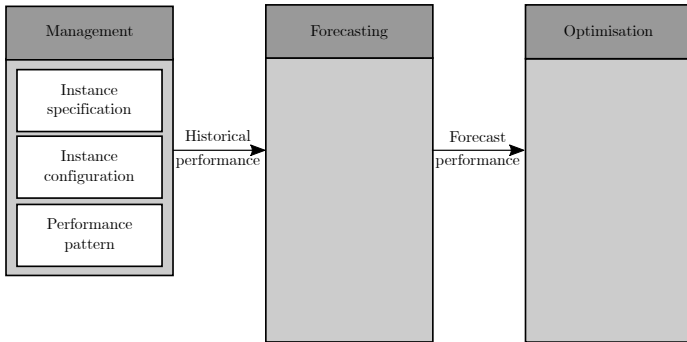 Management
Instance
specification
Instance
configuration
Performance
pattern
Historical
performance
Forecasting
Forecast
performance
Optimisation